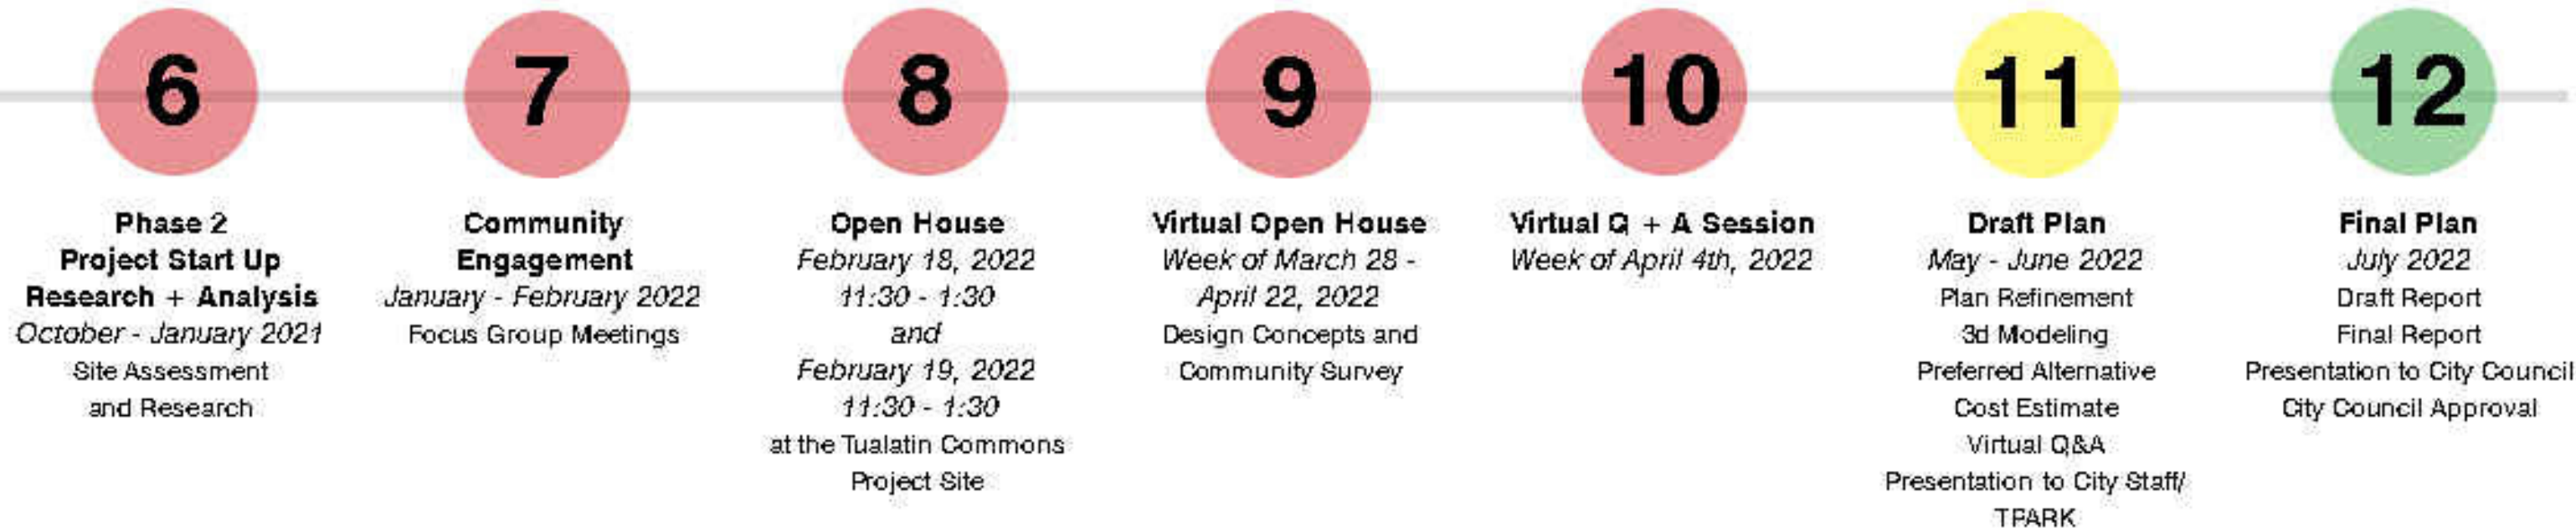 6
Phase 2
Project Start Up
Research + Analysis
October - January 2021
Site Assessment
and Research
7
Community
Engagement
January - February 2022
Focus Group Meetings
8
Open House
February 18, 2022
11:30 - 1:30
and
February 19, 2022
11:30 - 1:30
at the Tualatin Commons
Project Site
9
Virtual Open House
Week of March 28 -
April 22, 2022
Design Concepts and
Community Survey
10
Virtual Q + A Session
Week of April 4th, 2022
11
Draft Plan
May - June 2022
Plan Refinement
3d Modeling
Preferred Alternative
Cost Estimate
Virtual Q&A
Presentation to City Staff/
TPARK
12
Final Plan
July 2022
Draft Report
Final Report
Presentation to City Council
City Council Approval